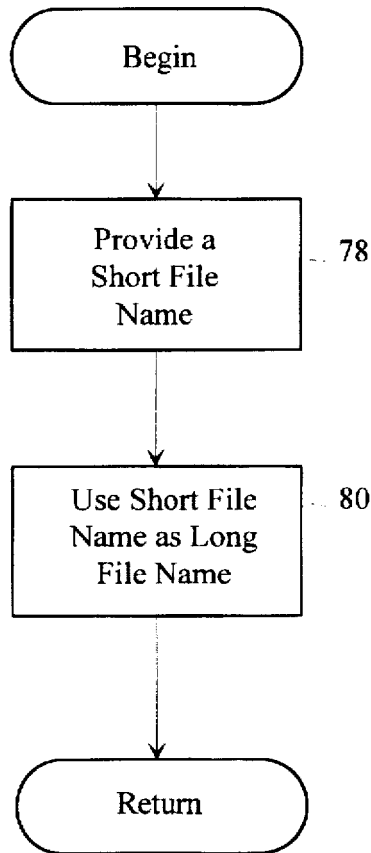 Begin
Provide a
Short File
Name
78
Use Short File
Name as Long
File Name
80
Return